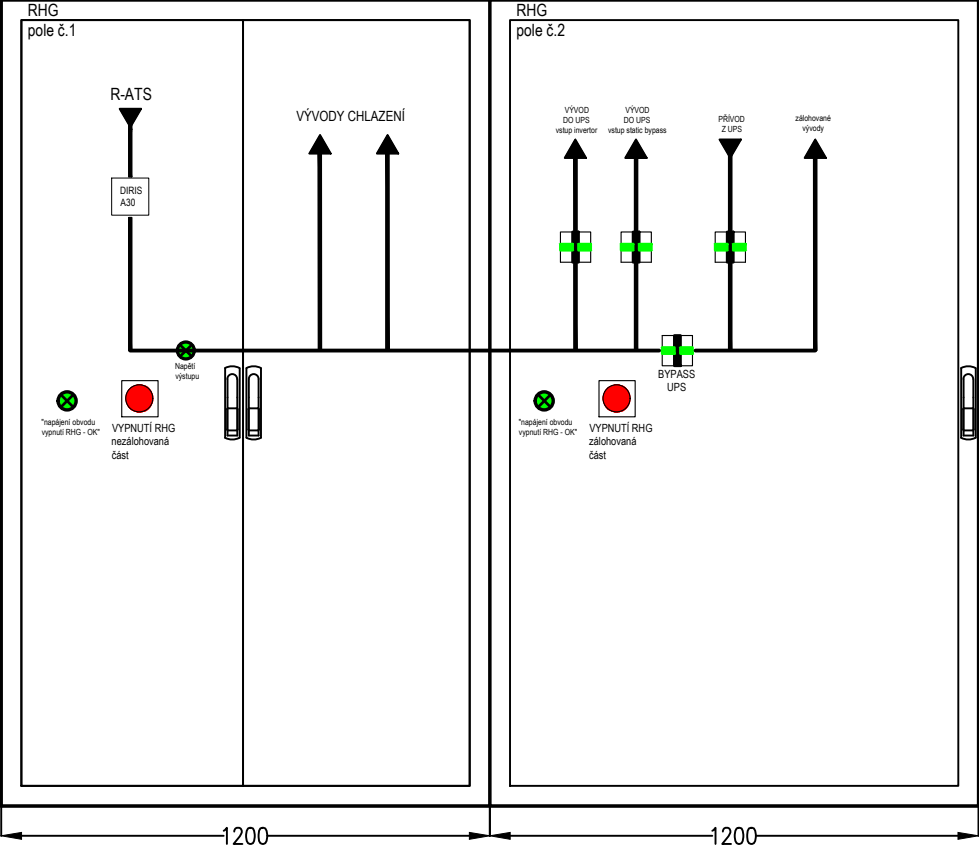 RHG
pole č.1
R-ATS
DIRIS
A30
VÝVODY CHLAZENÍ
Napětí
výstupu
"napájení obvodu
vypnutí RHG - OK"
VYPNUTÍ RHG
nezálohovaná
část
RHG
pole č.2
VÝVOD
DO UPS
vstup invertor
VÝVOD
DO UPS
vstup static bypass
PŘÍVOD
Z UPS
zálohované
vývody
BYPASS
UPS
"napájení obvodu
vypnutí RHG - OK"
VYPNUTÍ RHG
zálohovaná
část
1200
1200